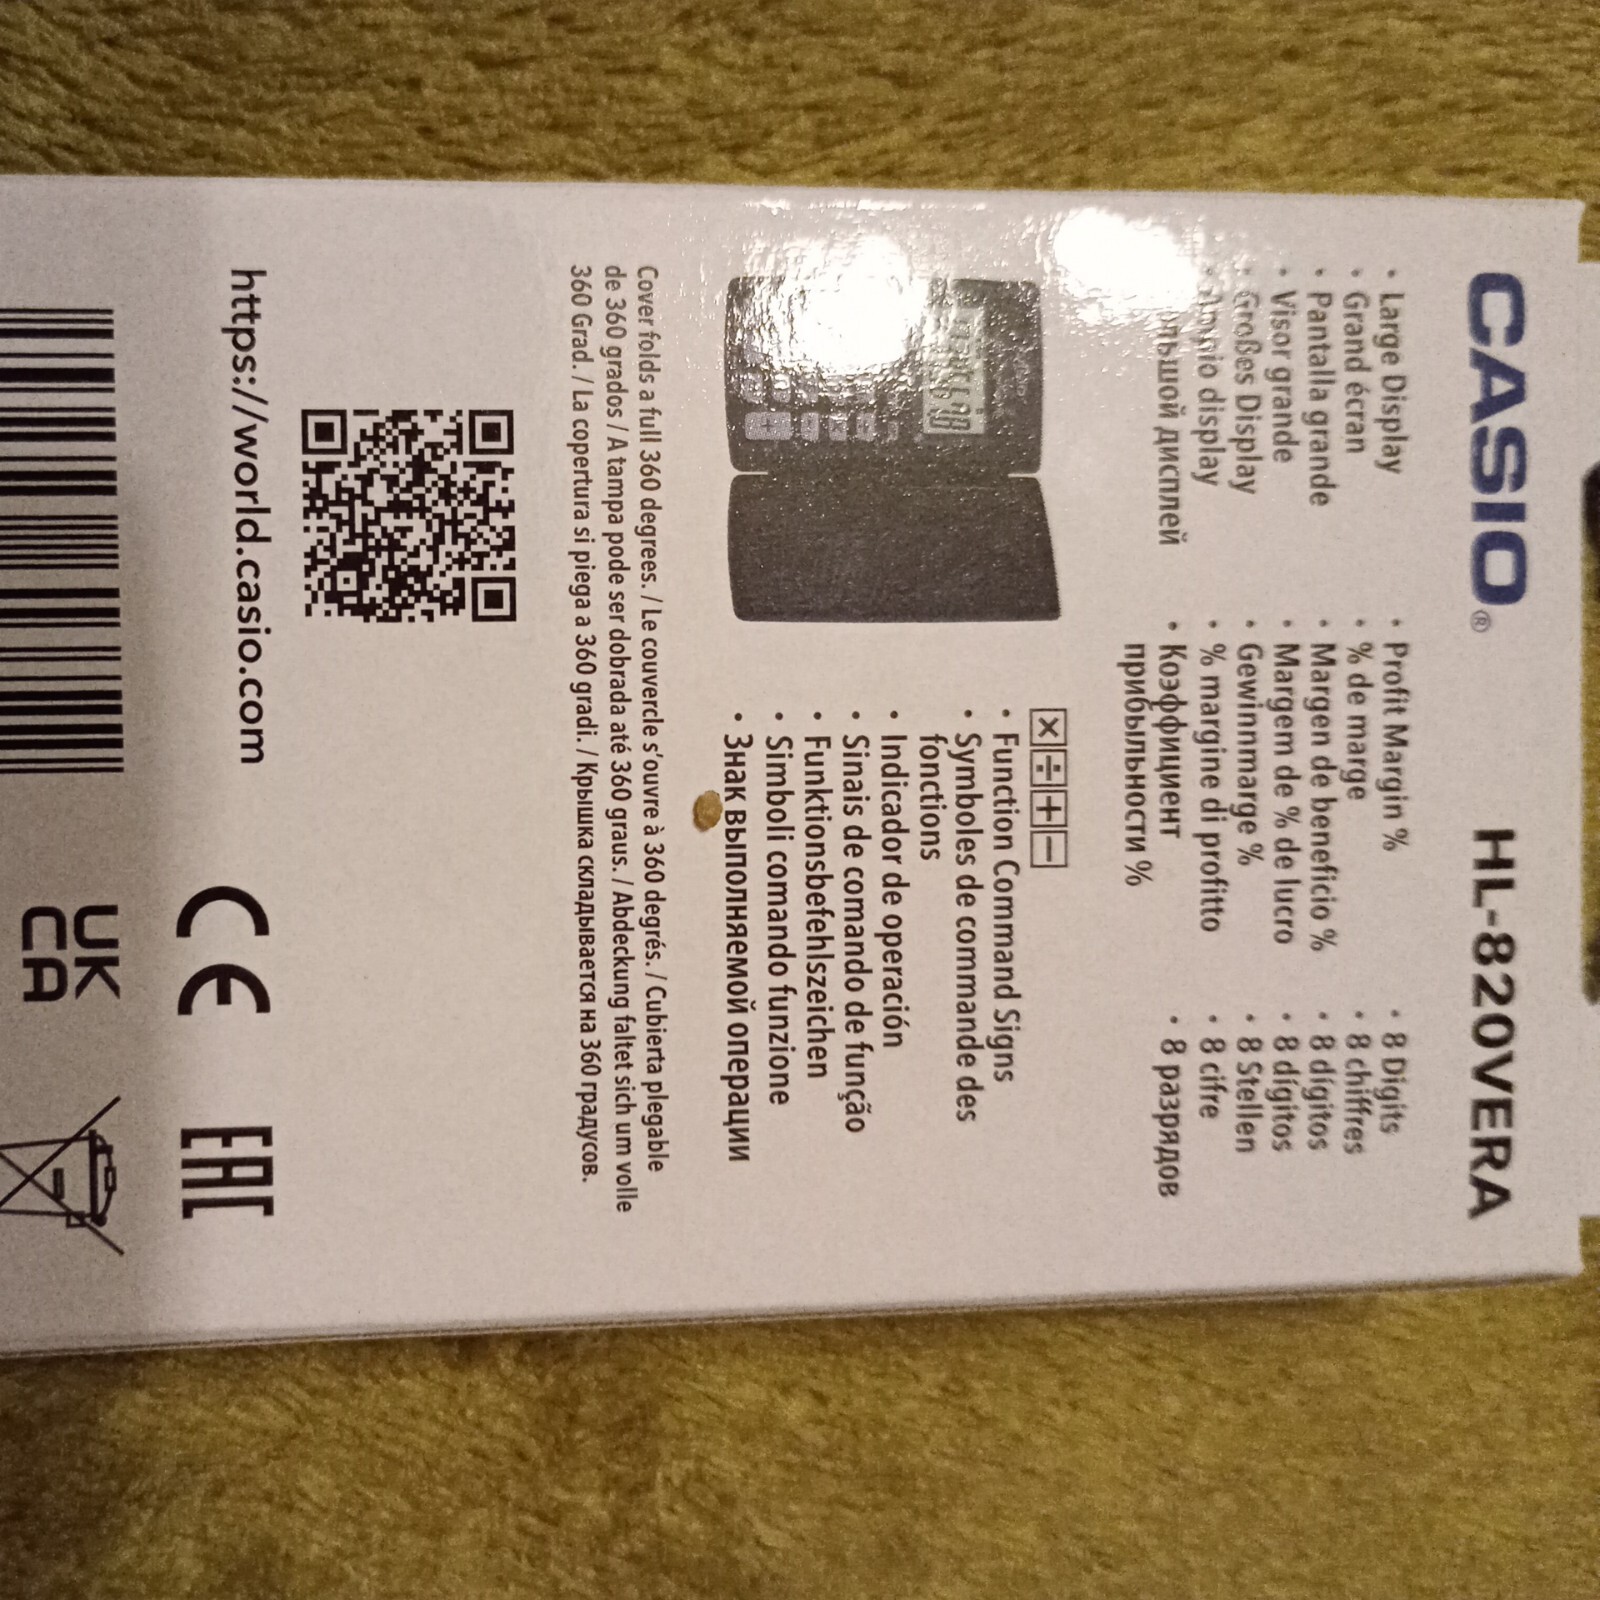 CASIO® HL-820VERA
• Large Display
• Grand écran
• Pantalla grande
• Visor grande
• Großes Display
• Ampio display
дисплей
• Profit Margin %
• % de marge
• Margen de beneficio %
• Margem de % de lucro
• Gewinnmarge %
• % margine di profitto
• Коэффициент
прибыльности %
• 8 Digits
• 8 chiffres
• 8 dígitos
• 8 dígitos
• 8 Stellen
• 8 cifre
• 8 разрядов
× ÷ + −
• Function Command Signs
• Symboles de commande des
fonctions
• Indicador de operación
• Sinais de comando de função
• Funktionsbefehlszeichen
• Simboli comando funzione
• Знак выполняемой операции
Cover folds a full 360 degrees. / Le couvercle s'ouvre à 360 degrés. / Cubierta plegable
de 360 grados / A tampa pode ser dobrada até 360 graus. / Abdeckung faltet sich um volle
360 Grad. / La copertura si piega a 360 gradi. / Крышка складывается на 360 градусов.
https://world.casio.com
CE
EAC
UK
CA